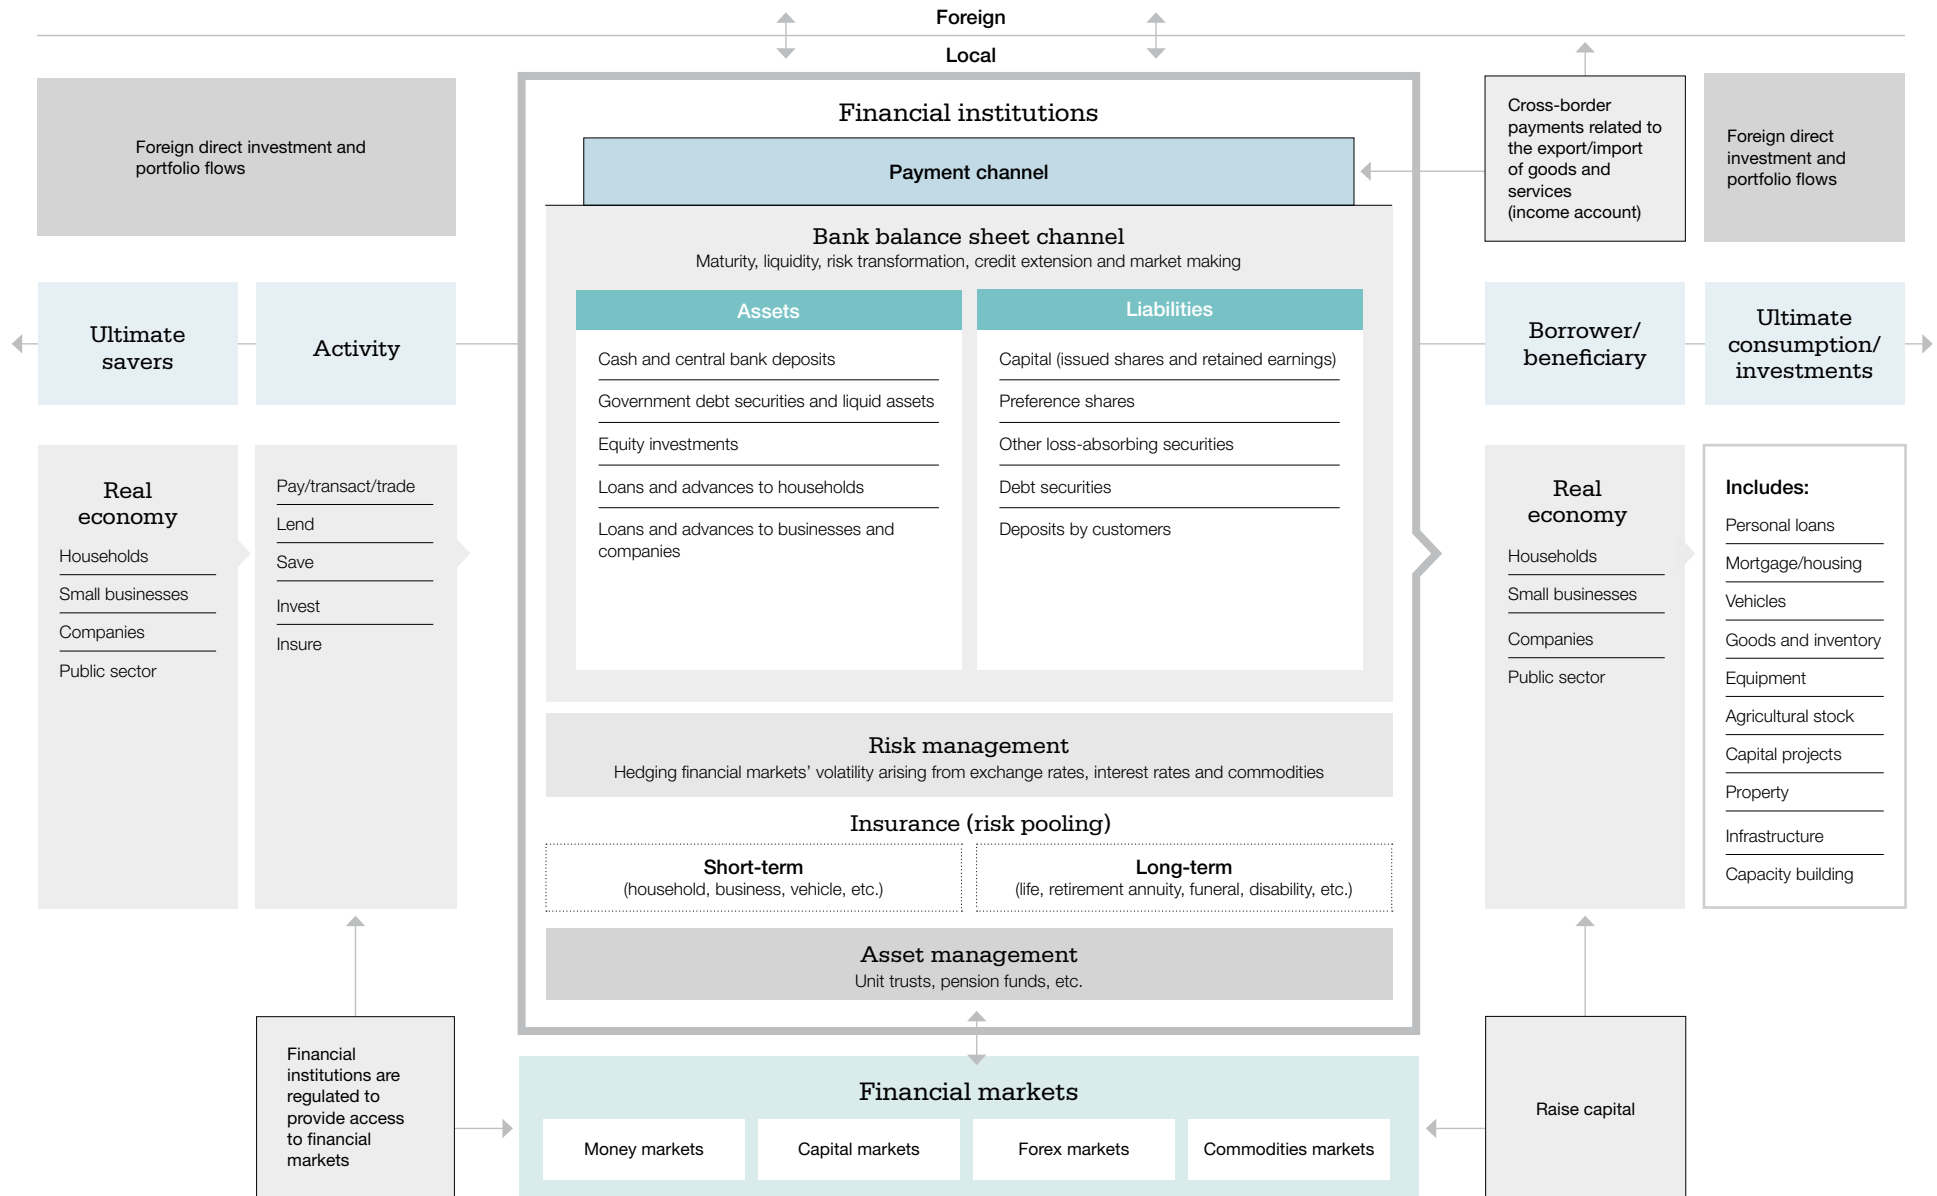 Foreign
Local
Foreign direct investment and
portfolio flows
Financial institutions
Payment channel
Cross-border
payments related to
the export/import
of goods and
services
(income account)
Foreign direct
investment and
portfolio flows
Bank balance sheet channel
Maturity, liquidity, risk transformation, credit extension and market making
Ultimate
savers
Activity
Assets
Cash and central bank deposits
Government debt securities and liquid assets
Equity investments
Loans and advances to households
Loans and advances to businesses and
companies
Liabilities
Capital (issued shares and retained earnings)
Preference shares
Other loss-absorbing securities
Debt securities
Deposits by customers
Borrower/
beneficiary
Ultimate
consumption/
investments
Real
economy
Households
Small businesses
Companies
Public sector
Pay/transact/trade
Lend
Save
Invest
Insure
Real
economy
Households
Small businesses
Companies
Public sector
Includes:
Personal loans
Mortgage/housing
Vehicles
Goods and inventory
Equipment
Agricultural stock
Capital projects
Property
Infrastructure
Capacity building
Risk management
Hedging financial markets’ volatility arising from exchange rates, interest rates and commodities
Insurance (risk pooling)
Short-term
(household, business, vehicle, etc.)
Long-term
(life, retirement annuity, funeral, disability, etc.)
Asset management
Unit trusts, pension funds, etc.
Financial
institutions are
regulated to
provide access
to financial
markets
Financial markets
Money markets
Capital markets
Forex markets
Commodities markets
Raise capital